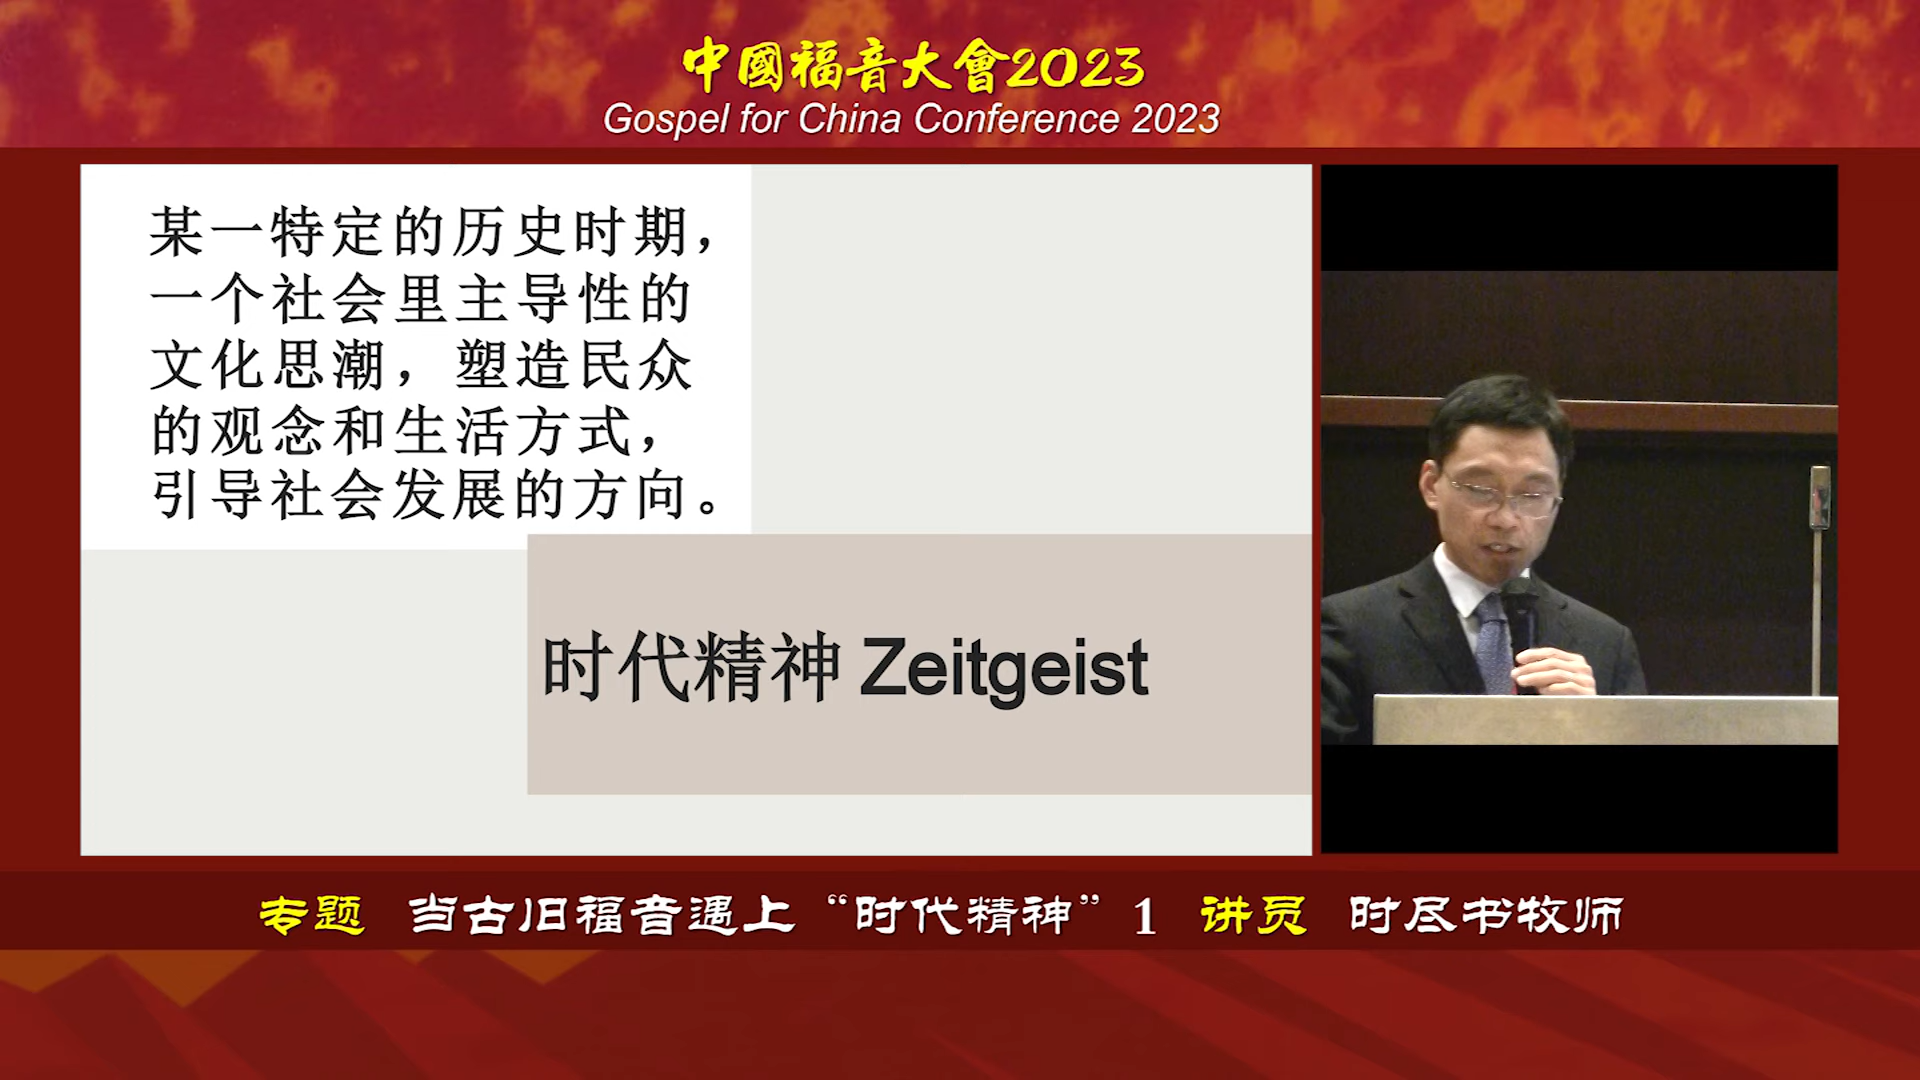 中國福音大會2023
Gospel for China Conference 2023
某一特定的历史时期，
一个社会里主导性的
文化思潮，塑造民众
的观念和生活方式，
引导社会发展的方向。
时代精神 Zeitgeist
专题 当古旧福音遇上“时代精神”1 讲员 时尽书牧师